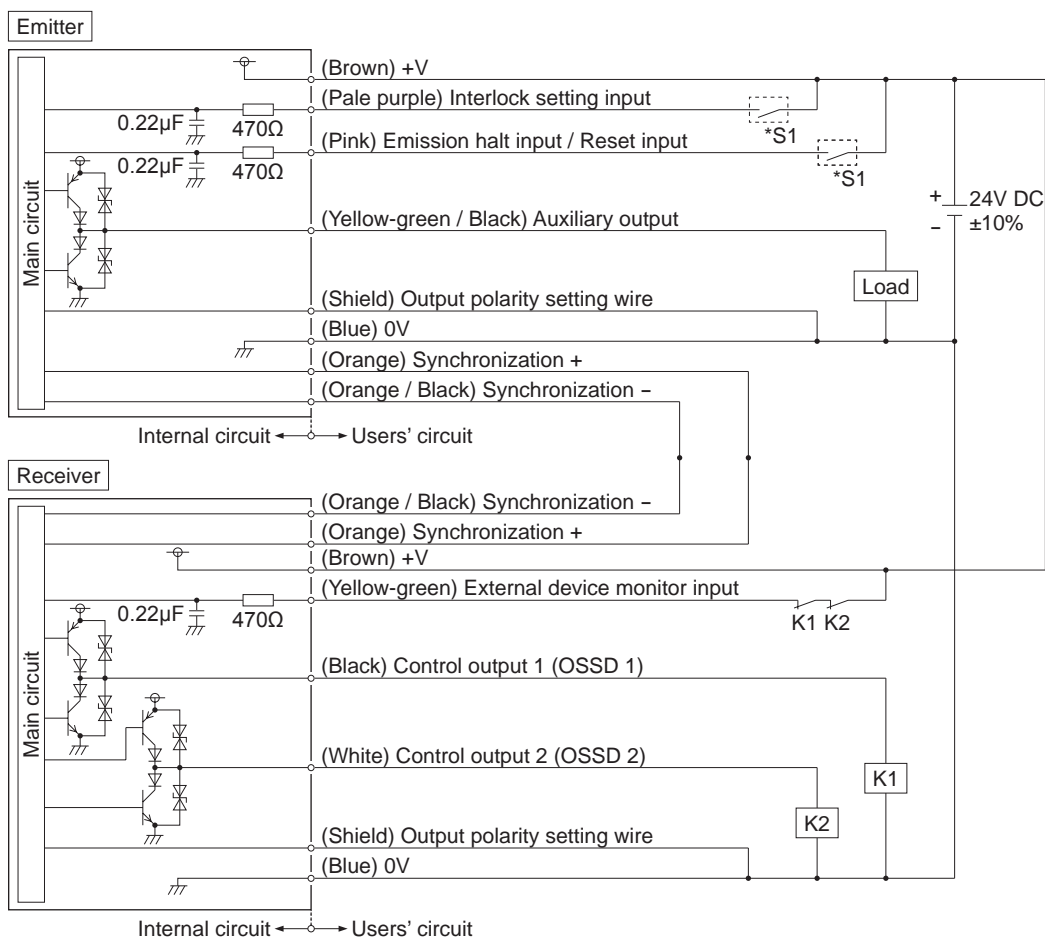 Emitter
(Brown) +V
(Pale purple) Interlock setting input
0.22μF
470Ω
*S1
(Pink) Emission halt input / Reset input
0.22μF
470Ω
*S1
+
24V DC
−
±10%
Main circuit
(Yellow-green / Black) Auxiliary output
Load
(Shield) Output polarity setting wire
(Blue) 0V
(Orange) Synchronization +
(Orange / Black) Synchronization −
Internal circuit
Users' circuit
Receiver
(Orange / Black) Synchronization −
(Orange) Synchronization +
(Brown) +V
(Yellow-green) External device monitor input
0.22μF
470Ω
K1 K2
Main circuit
(Black) Control output 1 (OSSD 1)
(White) Control output 2 (OSSD 2)
K1
K2
(Shield) Output polarity setting wire
(Blue) 0V
Internal circuit
Users' circuit